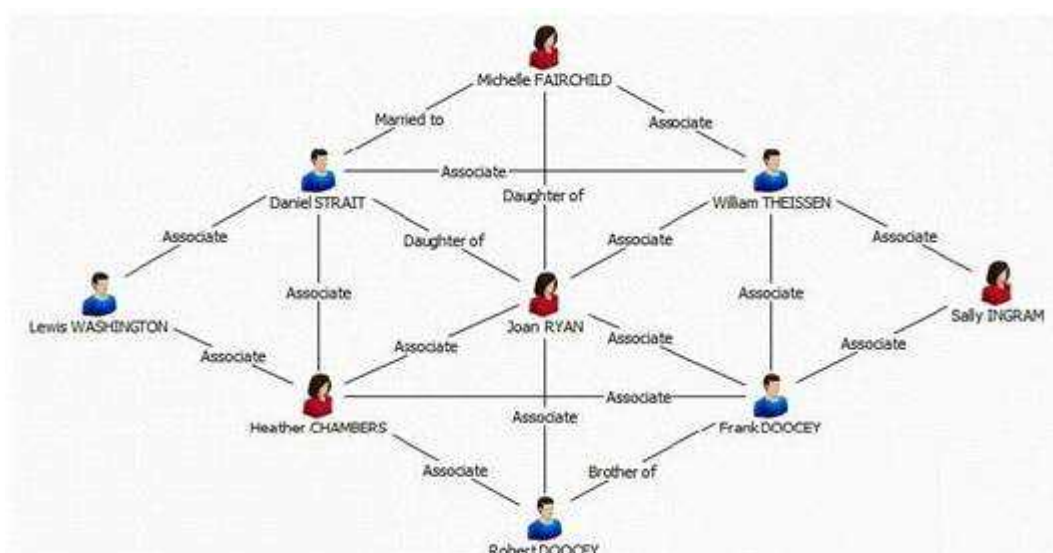 Michelle FAIRCHILD
Married to
Associate
Associate
Daniel STRAIT
Daughter of
William THEISSEN
Associate
Daughter of
Associate
Associate
Associate
Associate
Lewis WASHINGTON
Joan RYAN
Sally INGRAM
Associate
Associate
Associate
Associate
Associate
Heather CHAMBERS
Associate
Frank DOOCEY
Associate
Brother of
Robert DOOCEY